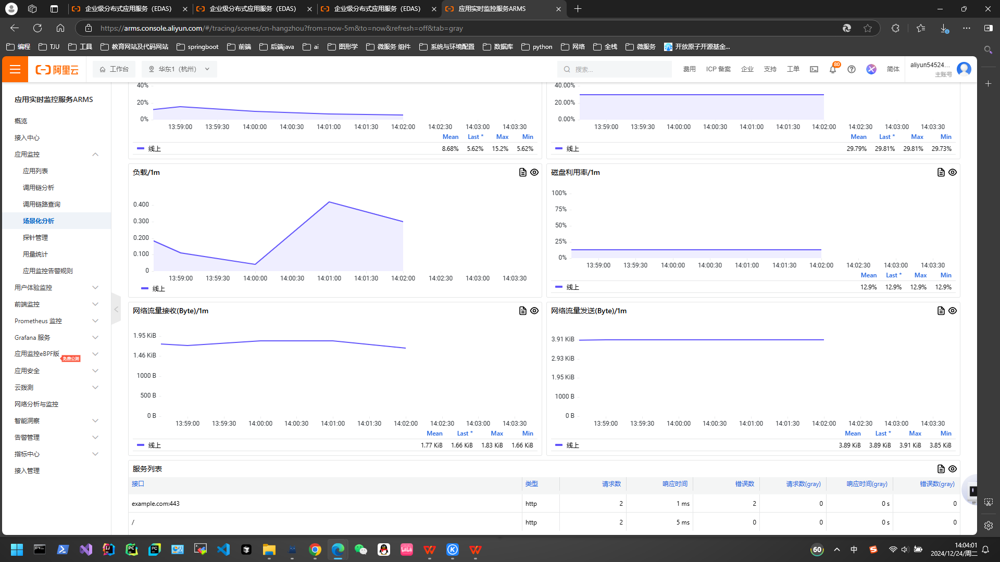 企业级分布式应用服务（EDAS）
企业级分布式应用服务（EDAS）
企业级分布式应用服务（EDAS）
应用实时监控服务ARMS
https://arms.console.aliyun.com/#/tracing/scenes/cn-hangzhou?from=now-5m&to=now&refresh=off&tab=gray
编程 TJU 工具 教育网站及代码网站 springboot 前端 后端java ai 图形学 微服务 组件 系统与环境配置 数据库 python 网络 全栈 微服务 开放原子开源基金...
阿里云 工作台 华东1（杭州） 搜索... 费用 ICP 备案 企业 支持 工单 80 简体 aliyun54524...
主账号
应用实时监控服务ARMS
概览
接入中心
应用监控
应用列表
调用链分析
调用链路查询
场景化分析
探针管理
用量统计
应用监控告警规则
用户体验监控
前端监控
Prometheus 监控
Grafana 服务
应用监控eBPF版
免费公测
应用安全
云拨测
网络分析与监控
智能洞察
告警管理
指标中心
接入管理
40%
20%
0%
13:59:00 13:59:30 14:00:00 14:00:30 14:01:00 14:01:30 14:02:00 14:02:30 14:03:00 14:03:30
Mean Last * Max Min
线上 8.68% 5.62% 15.2% 5.62%
40.00%
20.00%
0.00%
13:59:00 13:59:30 14:00:00 14:00:30 14:01:00 14:01:30 14:02:00 14:02:30 14:03:00 14:03:30
Mean Last * Max Min
线上 29.79% 29.81% 29.81% 29.73%
负载/1m
0.400
0.300
0.200
0.100
0
13:59:00 13:59:30 14:00:00 14:00:30 14:01:00 14:01:30 14:02:00 14:02:30 14:03:00 14:03:30
线上
磁盘利用率/1m
100%
75%
50%
25%
0%
13:59:00 13:59:30 14:00:00 14:00:30 14:01:00 14:01:30 14:02:00 14:02:30 14:03:00 14:03:30
Mean Last * Max Min
线上 12.9% 12.9% 12.9% 12.9%
网络流量接收(Byte)/1m
1.95 KiB
1.46 KiB
1000 B
500 B
0 B
13:59:00 13:59:30 14:00:00 14:00:30 14:01:00 14:01:30 14:02:00 14:02:30 14:03:00 14:03:30
Mean Last * Max Min
线上 1.77 KiB 1.66 KiB 1.83 KiB 1.66 KiB
网络流量发送(Byte)/1m
3.91 KiB
2.93 KiB
1.95 KiB
1000 B
0 B
13:59:00 13:59:30 14:00:00 14:00:30 14:01:00 14:01:30 14:02:00 14:02:30 14:03:00 14:03:30
Mean Last * Max Min
线上 3.89 KiB 3.89 KiB 3.91 KiB 3.85 KiB
服务列表
接口 类型 请求数 响应时间 错误数 请求数(gray) 响应时间(gray) 错误数(gray)
example.com:443 http 2 1 ms 2 0 0 s 0
/ http 2 5 ms 0 0 0 s 0
60 中 14:04:01
2024/12/24/周二